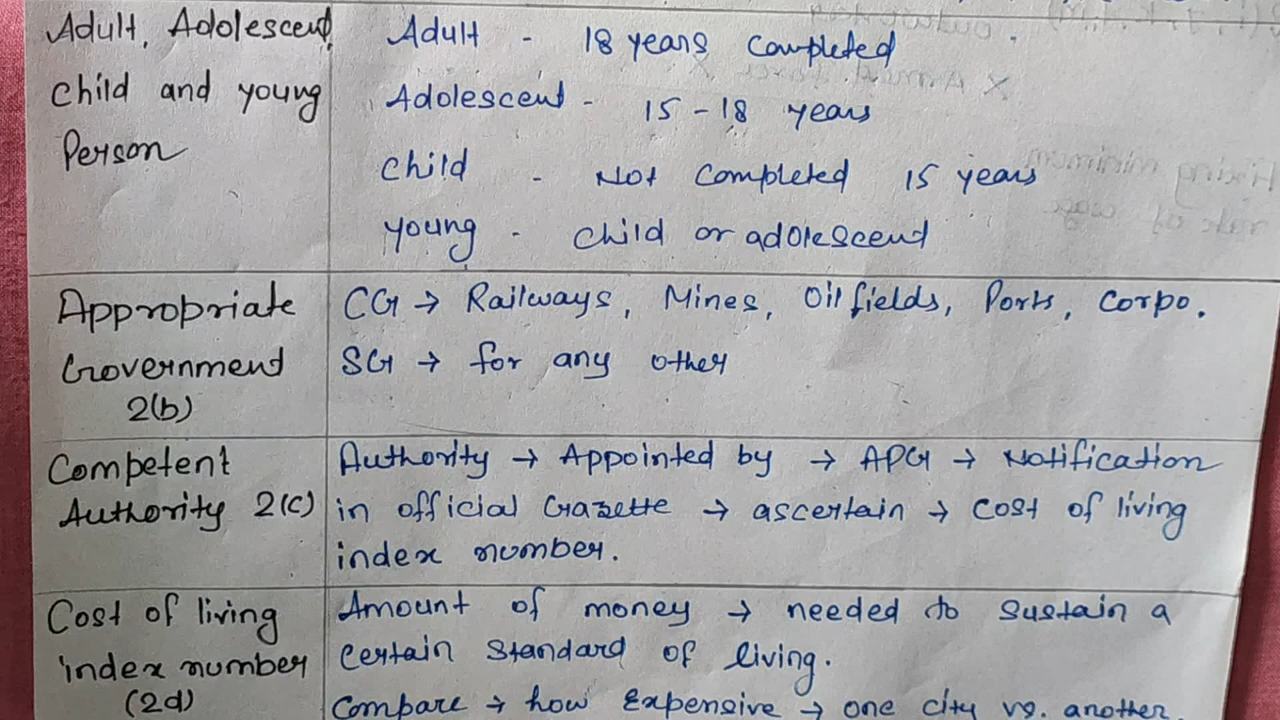 Adult, Adolescent,
Child and young
Person
Adult - 18 years completed
Adolescent - 15 - 18 years
Child - Not completed 15 years
young - child or adolescent
Appropriate
Government
2(b)
CG → Railways, Mines, Oil fields, Ports, Corpo.
SG → for any other
Competent
Authority 2(c)
Authority → Appointed by → APG → Notification
in official Gazette → ascertain → cost of living
index number.
Cost of living
index number
(2d)
Amount of money → needed to sustain a
certain standard of living.
Compare → how expensive → one city vs. another.